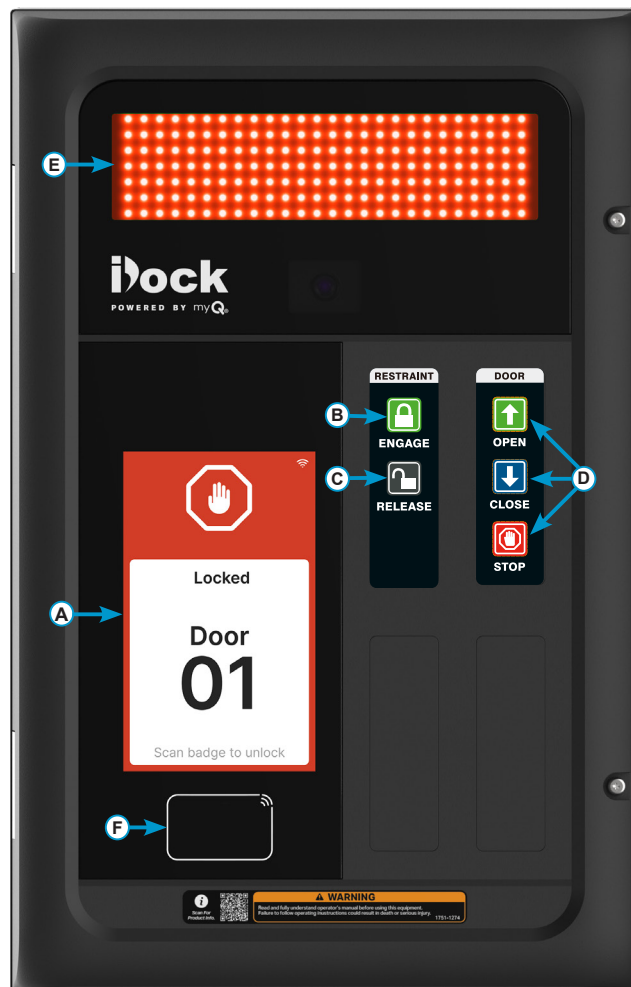 E
iDock
POWERED BY myQ®
RESTRAINT
DOOR
B
ENGAGE
OPEN
C
D
RELEASE
CLOSE
STOP
Locked
A
Door
01
Scan badge to unlock
F
i
Scan For
Product Info.
WARNING
Read and fully understand operator's manual before using this equipment.
Failure to follow operating instructions could result in death or serious injury.
1751-1274